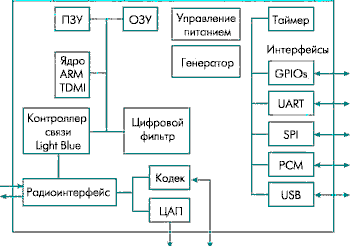 ПЗУ
ОЗУ
Управление
питанием
Таймер
Ядро
ARM
TDMI
Генератор
Интерфейсы
GPIOs
UART
Контроллер
связи
Light Blue
Цифровой
фильтр
SPI
PCM
Радиоинтерфейс
Кодек
ЦАП
USB